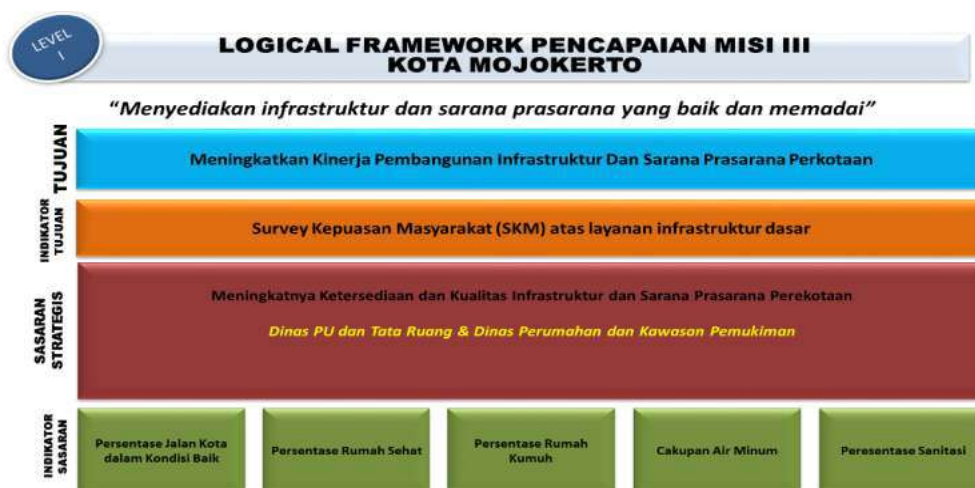 LEVEL
I
LOGICAL FRAMEWORK PENCAPAIAN MISI III
KOTA MOJOKERTO
“Menyediakan infrastruktur dan sarana prasarana yang baik dan memadai”
TUJUAN
Meningkatkan Kinerja Pembangunan Infrastruktur Dan Sarana Prasarana Perkotaan
INDIKATOR
TUJUAN
Survey Kepuasan Masyarakat (SKM) atas layanan infrastruktur dasar
SASARAN
STRATEGIS
Meningkatnya Ketersediaan dan Kualitas Infrastruktur dan Sarana Prasarana Perekotaan
Dinas PU dan Tata Ruang & Dinas Perumahan dan Kawasan Pemukiman
INDIKATOR
SASARAN
Persentase Jalan Kota
dalam Kondisi Baik
Persentase Rumah Sehat
Persentase Rumah
Kumuh
Cakupan Air Minum
Peresentase Sanitasi